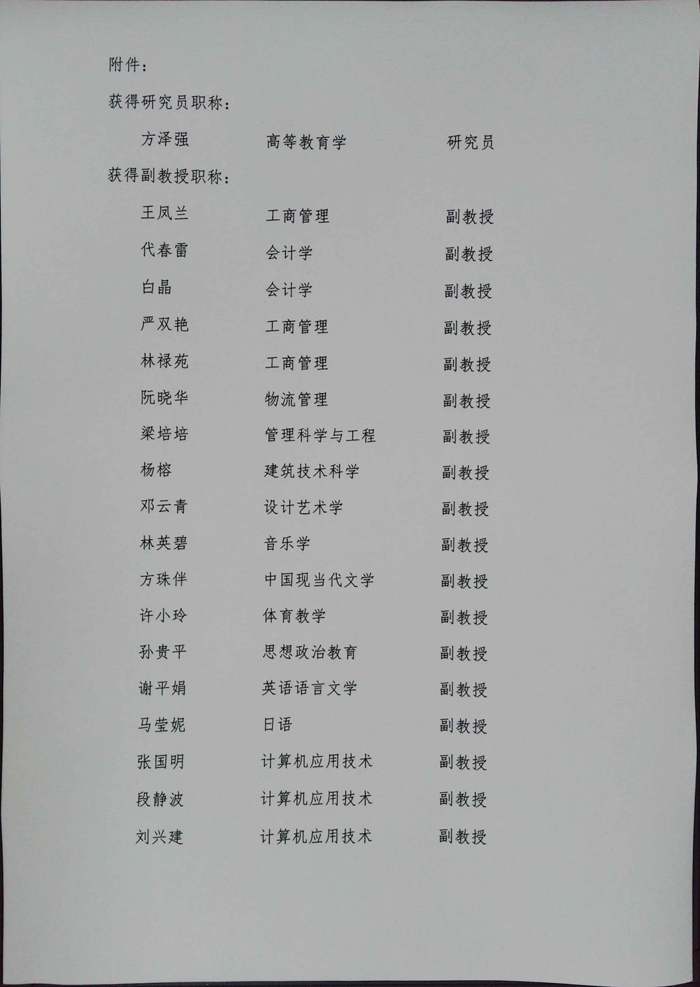 附件：
获得研究员职称：
方泽强 高等教育学 研究员
获得副教授职称：
王凤兰 工商管理 副教授
代春雷 会计学 副教授
白晶 会计学 副教授
严双艳 工商管理 副教授
林禄苑 工商管理 副教授
阮晓华 物流管理 副教授
梁培培 管理科学与工程 副教授
杨榕 建筑技术科学 副教授
邓云青 设计艺术学 副教授
林英碧 音乐学 副教授
方珠伴 中国现当代文学 副教授
许小玲 体育教学 副教授
孙贵平 思想政治教育 副教授
谢平娟 英语语言文学 副教授
马莹妮 日语 副教授
张国明 计算机应用技术 副教授
段静波 计算机应用技术 副教授
刘兴建 计算机应用技术 副教授